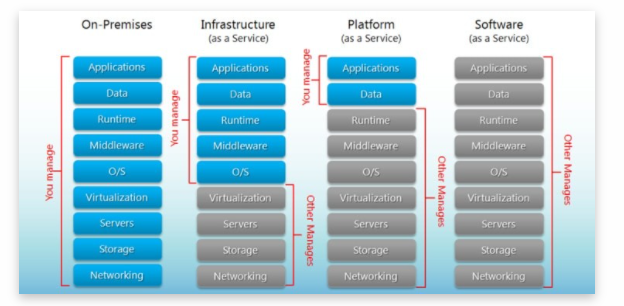 On-Premises
You manage
Applications
Data
Runtime
Middleware
O/S
Virtualization
Servers
Storage
Networking
Infrastructure
(as a Service)
You manage
Applications
Data
Runtime
Middleware
O/S
Other Manages
Virtualization
Servers
Storage
Networking
Platform
(as a Service)
You manage
Applications
Data
Other Manages
Runtime
Middleware
O/S
Virtualization
Servers
Storage
Networking
Software
(as a Service)
Other Manages
Applications
Data
Runtime
Middleware
O/S
Virtualization
Servers
Storage
Networking